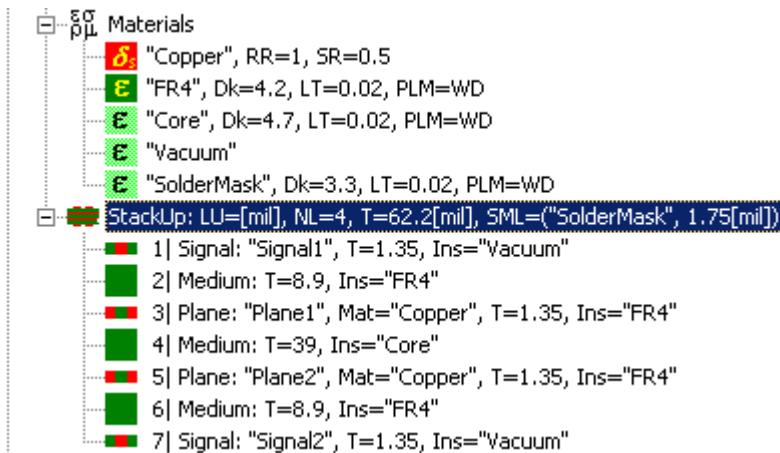 εσ ρμ Materials
δs "Copper", RR=1, SR=0.5
ε "FR4", Dk=4.2, LT=0.02, PLM=WD
ε "Core", Dk=4.7, LT=0.02, PLM=WD
ε "Vacuum"
ε "SolderMask", Dk=3.3, LT=0.02, PLM=WD
StackUp: LU=[mil], NL=4, T=62.2[mil], SML=("SolderMask", 1.75[mil])
1| Signal: "Signal1", T=1.35, Ins="Vacuum"
2| Medium: T=8.9, Ins="FR4"
3| Plane: "Plane1", Mat="Copper", T=1.35, Ins="FR4"
4| Medium: T=39, Ins="Core"
5| Plane: "Plane2", Mat="Copper", T=1.35, Ins="FR4"
6| Medium: T=8.9, Ins="FR4"
7| Signal: "Signal2", T=1.35, Ins="Vacuum"